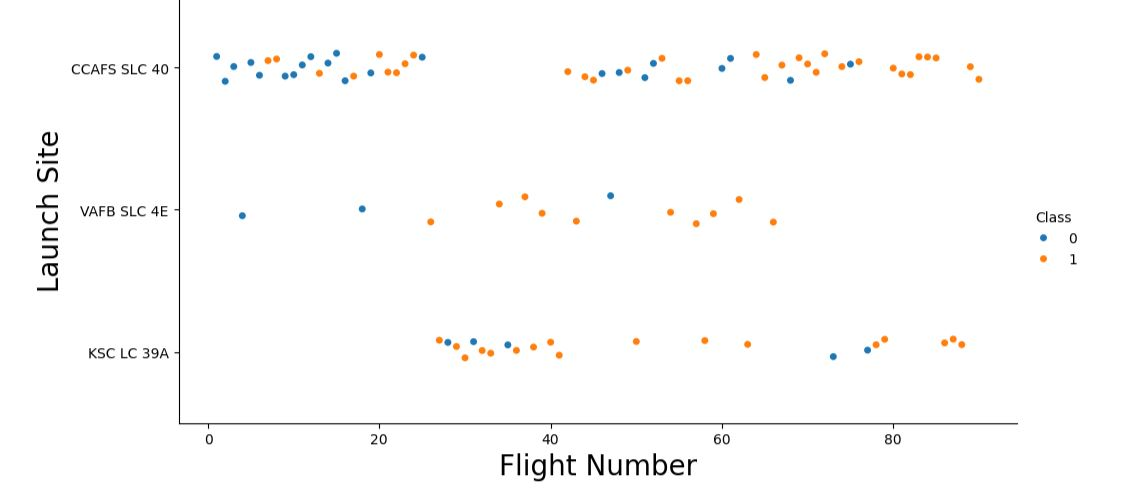 Launch Site
CCAFS SLC 40
VAFB SLC 4E
KSC LC 39A
0 20 40 60 80
Flight Number
Class
0
1